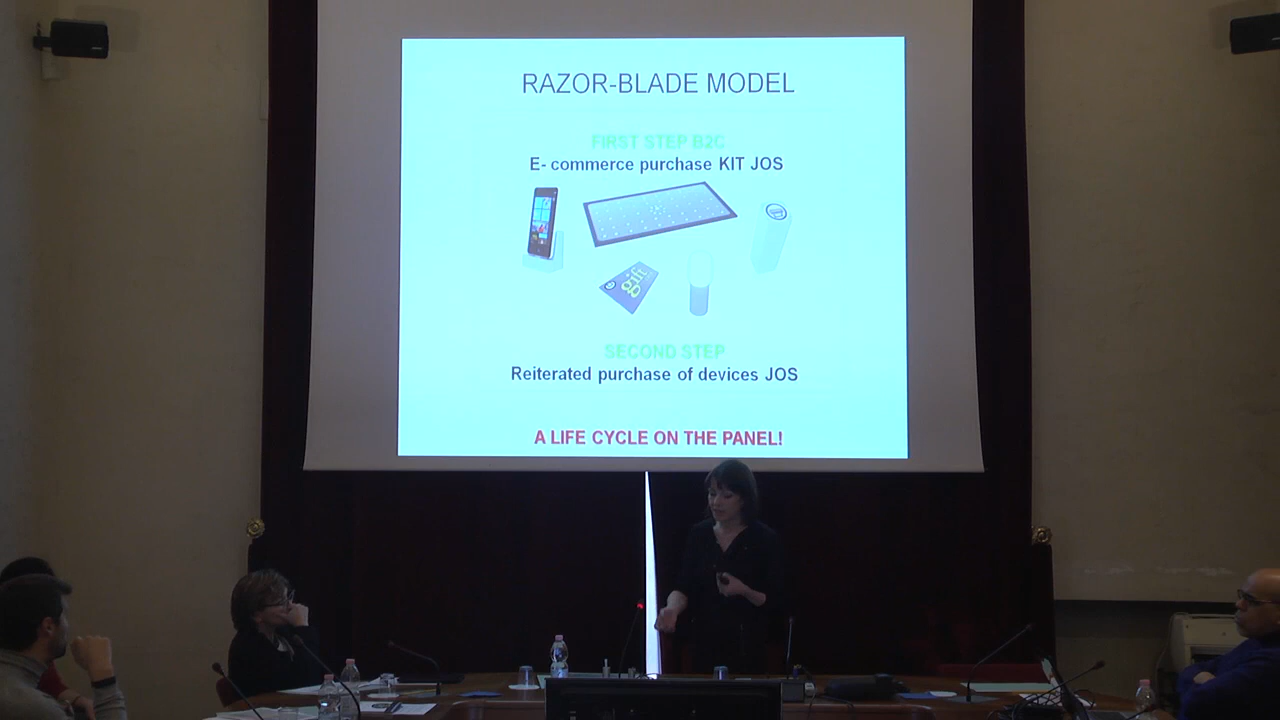 RAZOR-BLADE MODEL
FIRST STEP B2C
E- commerce purchase KIT JOS
gift
SECOND STEP
Reiterated purchase of devices JOS
A LIFE CYCLE ON THE PANEL!